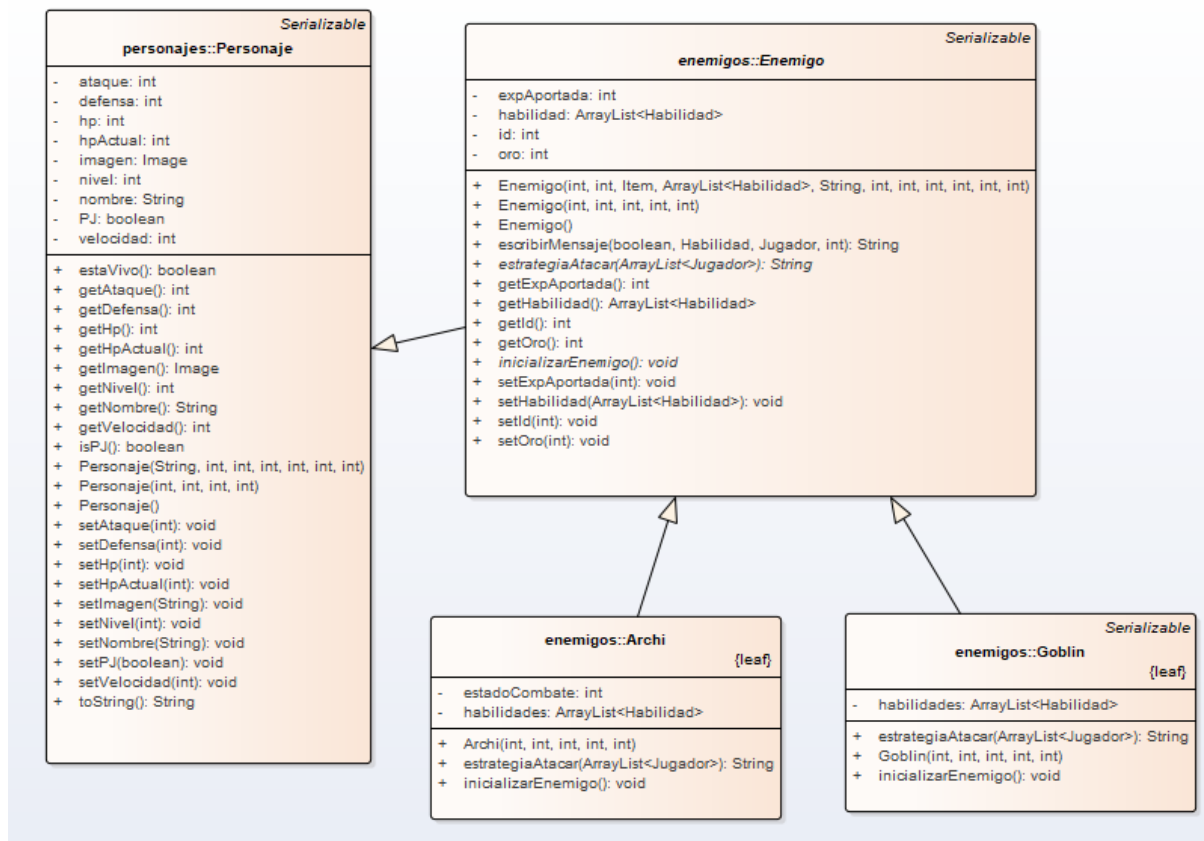 Serializable
personajes::Personaje
- ataque: int
- defensa: int
- hp: int
- hpActual: int
- imagen: Image
- nivel: int
- nombre: String
- PJ: boolean
- velocidad: int
+ estaVivo(): boolean
+ getAtaque(): int
+ getDefensa(): int
+ getHp(): int
+ getHpActual(): int
+ getImagen(): Image
+ getNivel(): int
+ getNombre(): String
+ getVelocidad(): int
+ isPJ(): boolean
+ Personaje(String, int, int, int, int, int, int)
+ Personaje(int, int, int, int)
+ Personaje()
+ setAtaque(int): void
+ setDefensa(int): void
+ setHp(int): void
+ setHpActual(int): void
+ setImagen(String): void
+ setNivel(int): void
+ setNombre(String): void
+ setPJ(boolean): void
+ setVelocidad(int): void
+ toString(): String
Serializable
enemigos::Enemigo
- expAportada: int
- habilidad: ArrayList<Habilidad>
- id: int
- oro: int
+ Enemigo(int, int, Item, ArrayList<Habilidad>, String, int, int, int, int, int, int)
+ Enemigo(int, int, int, int, int)
+ Enemigo()
+ escribirMensaje(boolean, Habilidad, Jugador, int): String
+ estrategiaAtacar(ArrayList<Jugador>): String
+ getExpAportada(): int
+ getHabilidad(): ArrayList<Habilidad>
+ getId(): int
+ getOro(): int
+ inicializarEnemigo(): void
+ setExpAportada(int): void
+ setHabilidad(ArrayList<Habilidad>): void
+ setId(int): void
+ setOro(int): void
enemigos::Archi
{leaf}
- estadoCombate: int
- habilidades: ArrayList<Habilidad>
+ Archi(int, int, int, int, int)
+ estrategiaAtacar(ArrayList<Jugador>): String
+ inicializarEnemigo(): void
Serializable
enemigos::Goblin
{leaf}
- habilidades: ArrayList<Habilidad>
+ estrategiaAtacar(ArrayList<Jugador>): String
+ Goblin(int, int, int, int, int)
+ inicializarEnemigo(): void